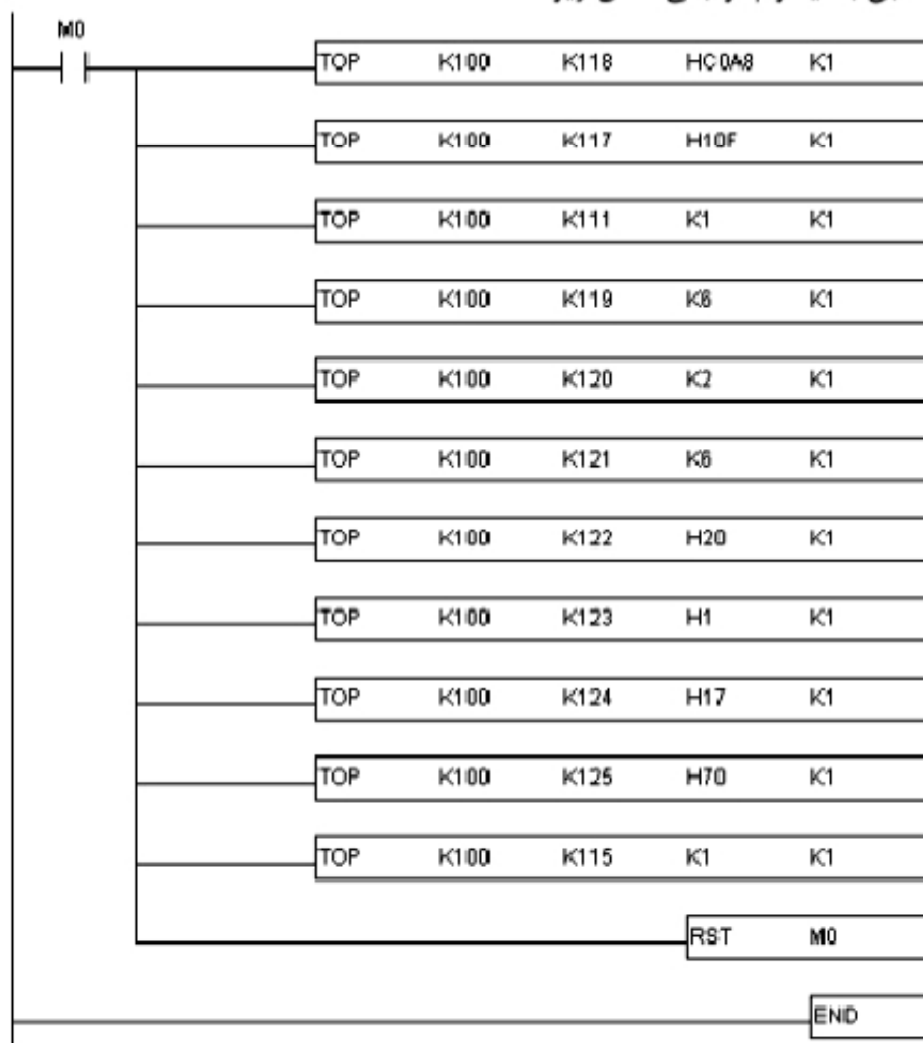 M0
TOP K100 K118 HC0A8 K1
TOP K100 K117 H10F K1
TOP K100 K111 K1 K1
TOP K100 K119 K6 K1
TOP K100 K120 K2 K1
TOP K100 K121 K6 K1
TOP K100 K122 H20 K1
TOP K100 K123 H1 K1
TOP K100 K124 H17 K1
TOP K100 K125 H70 K1
TOP K100 K115 K1 K1
RST M0
END